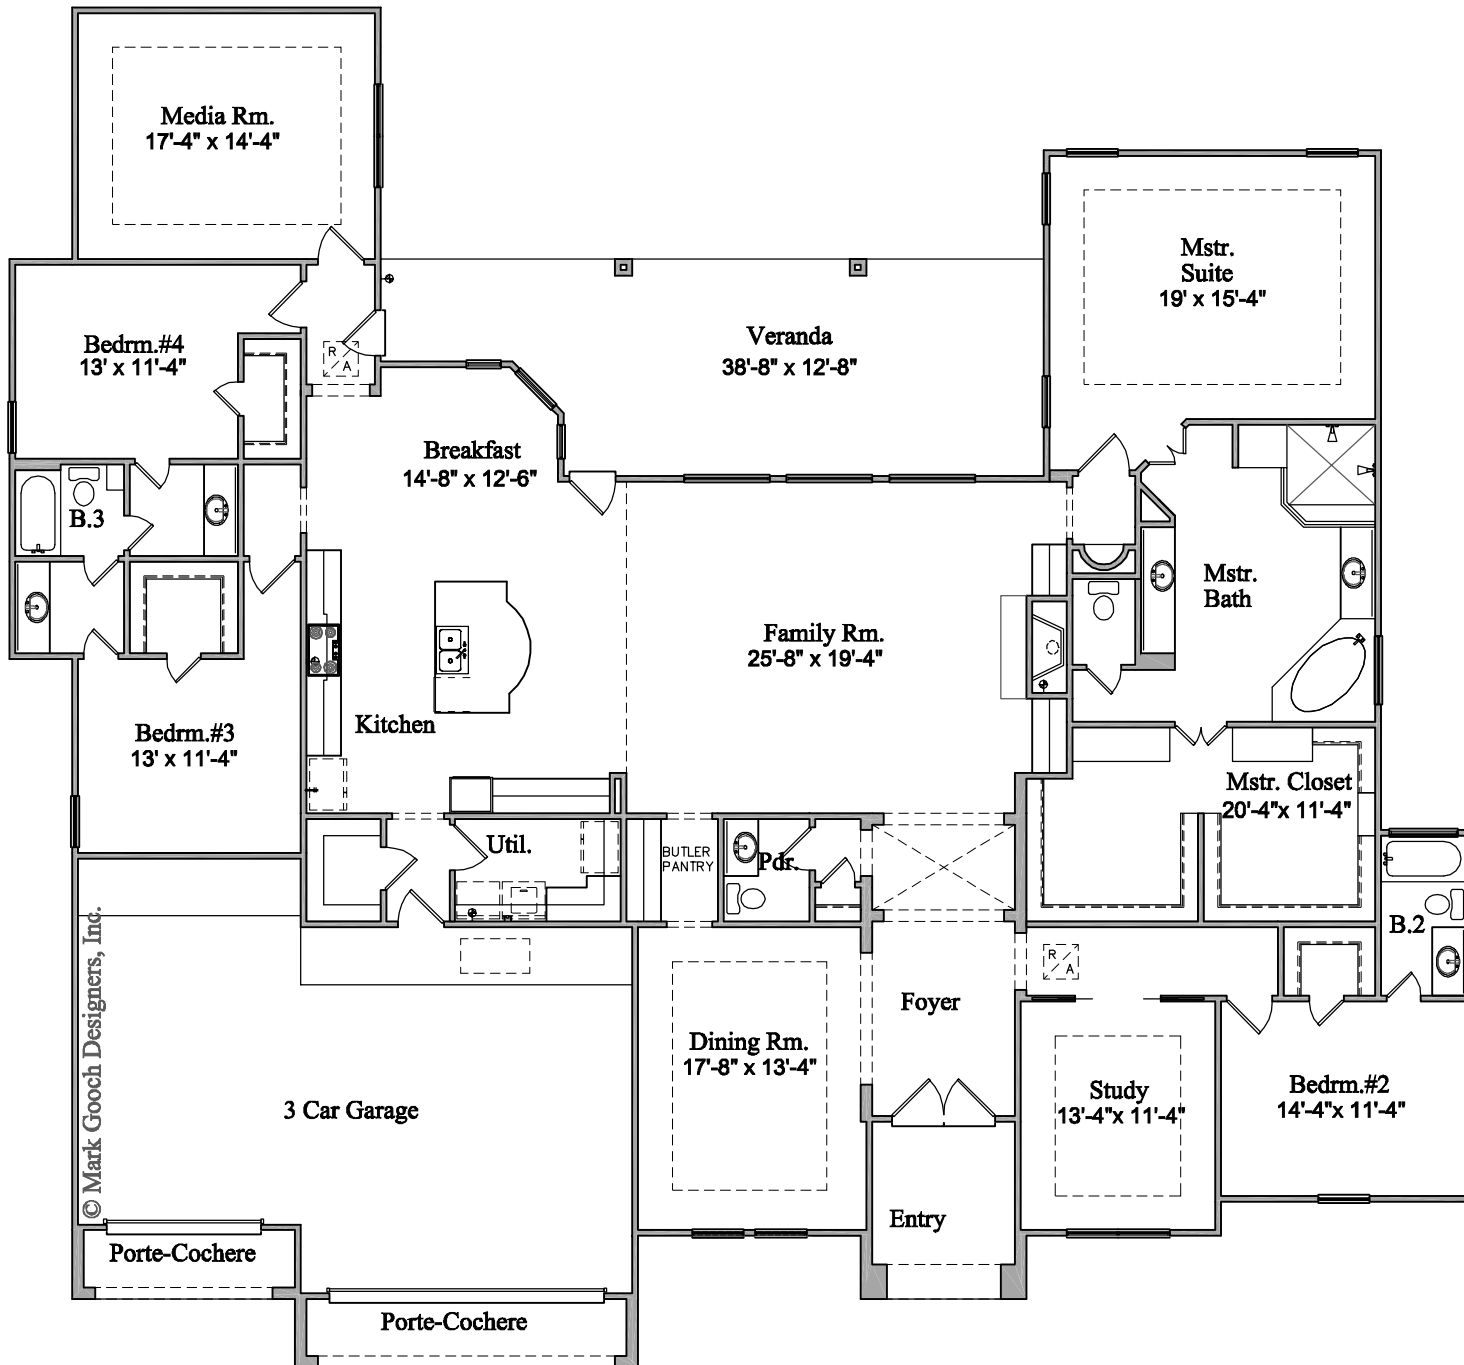 Media Rm.
17'-4" x 14'-4"
Mstr.
Suite
19' x 15'-4"
Bedrm.#4
13' x 11'-4"
R
/
A
Veranda
38'-8" x 12'-8"
Breakfast
14'-8" x 12'-6"
B.3
Mstr.
Bath
Family Rm.
25'-8" x 19'-4"
Kitchen
Bedrm.#3
13' x 11'-4"
Mstr. Closet
20'-4"x 11'-4"
Util.
BUTLER
PANTRY
Pdr.
B.2
R
/
A
Foyer
Dining Rm.
17'-8" x 13'-4"
Study
13'-4"x 11'-4"
Bedrm.#2
14'-4"x 11'-4"
3 Car Garage
© Mark Gooch Designers, Inc.
Entry
Porte-Cochere
Porte-Cochere